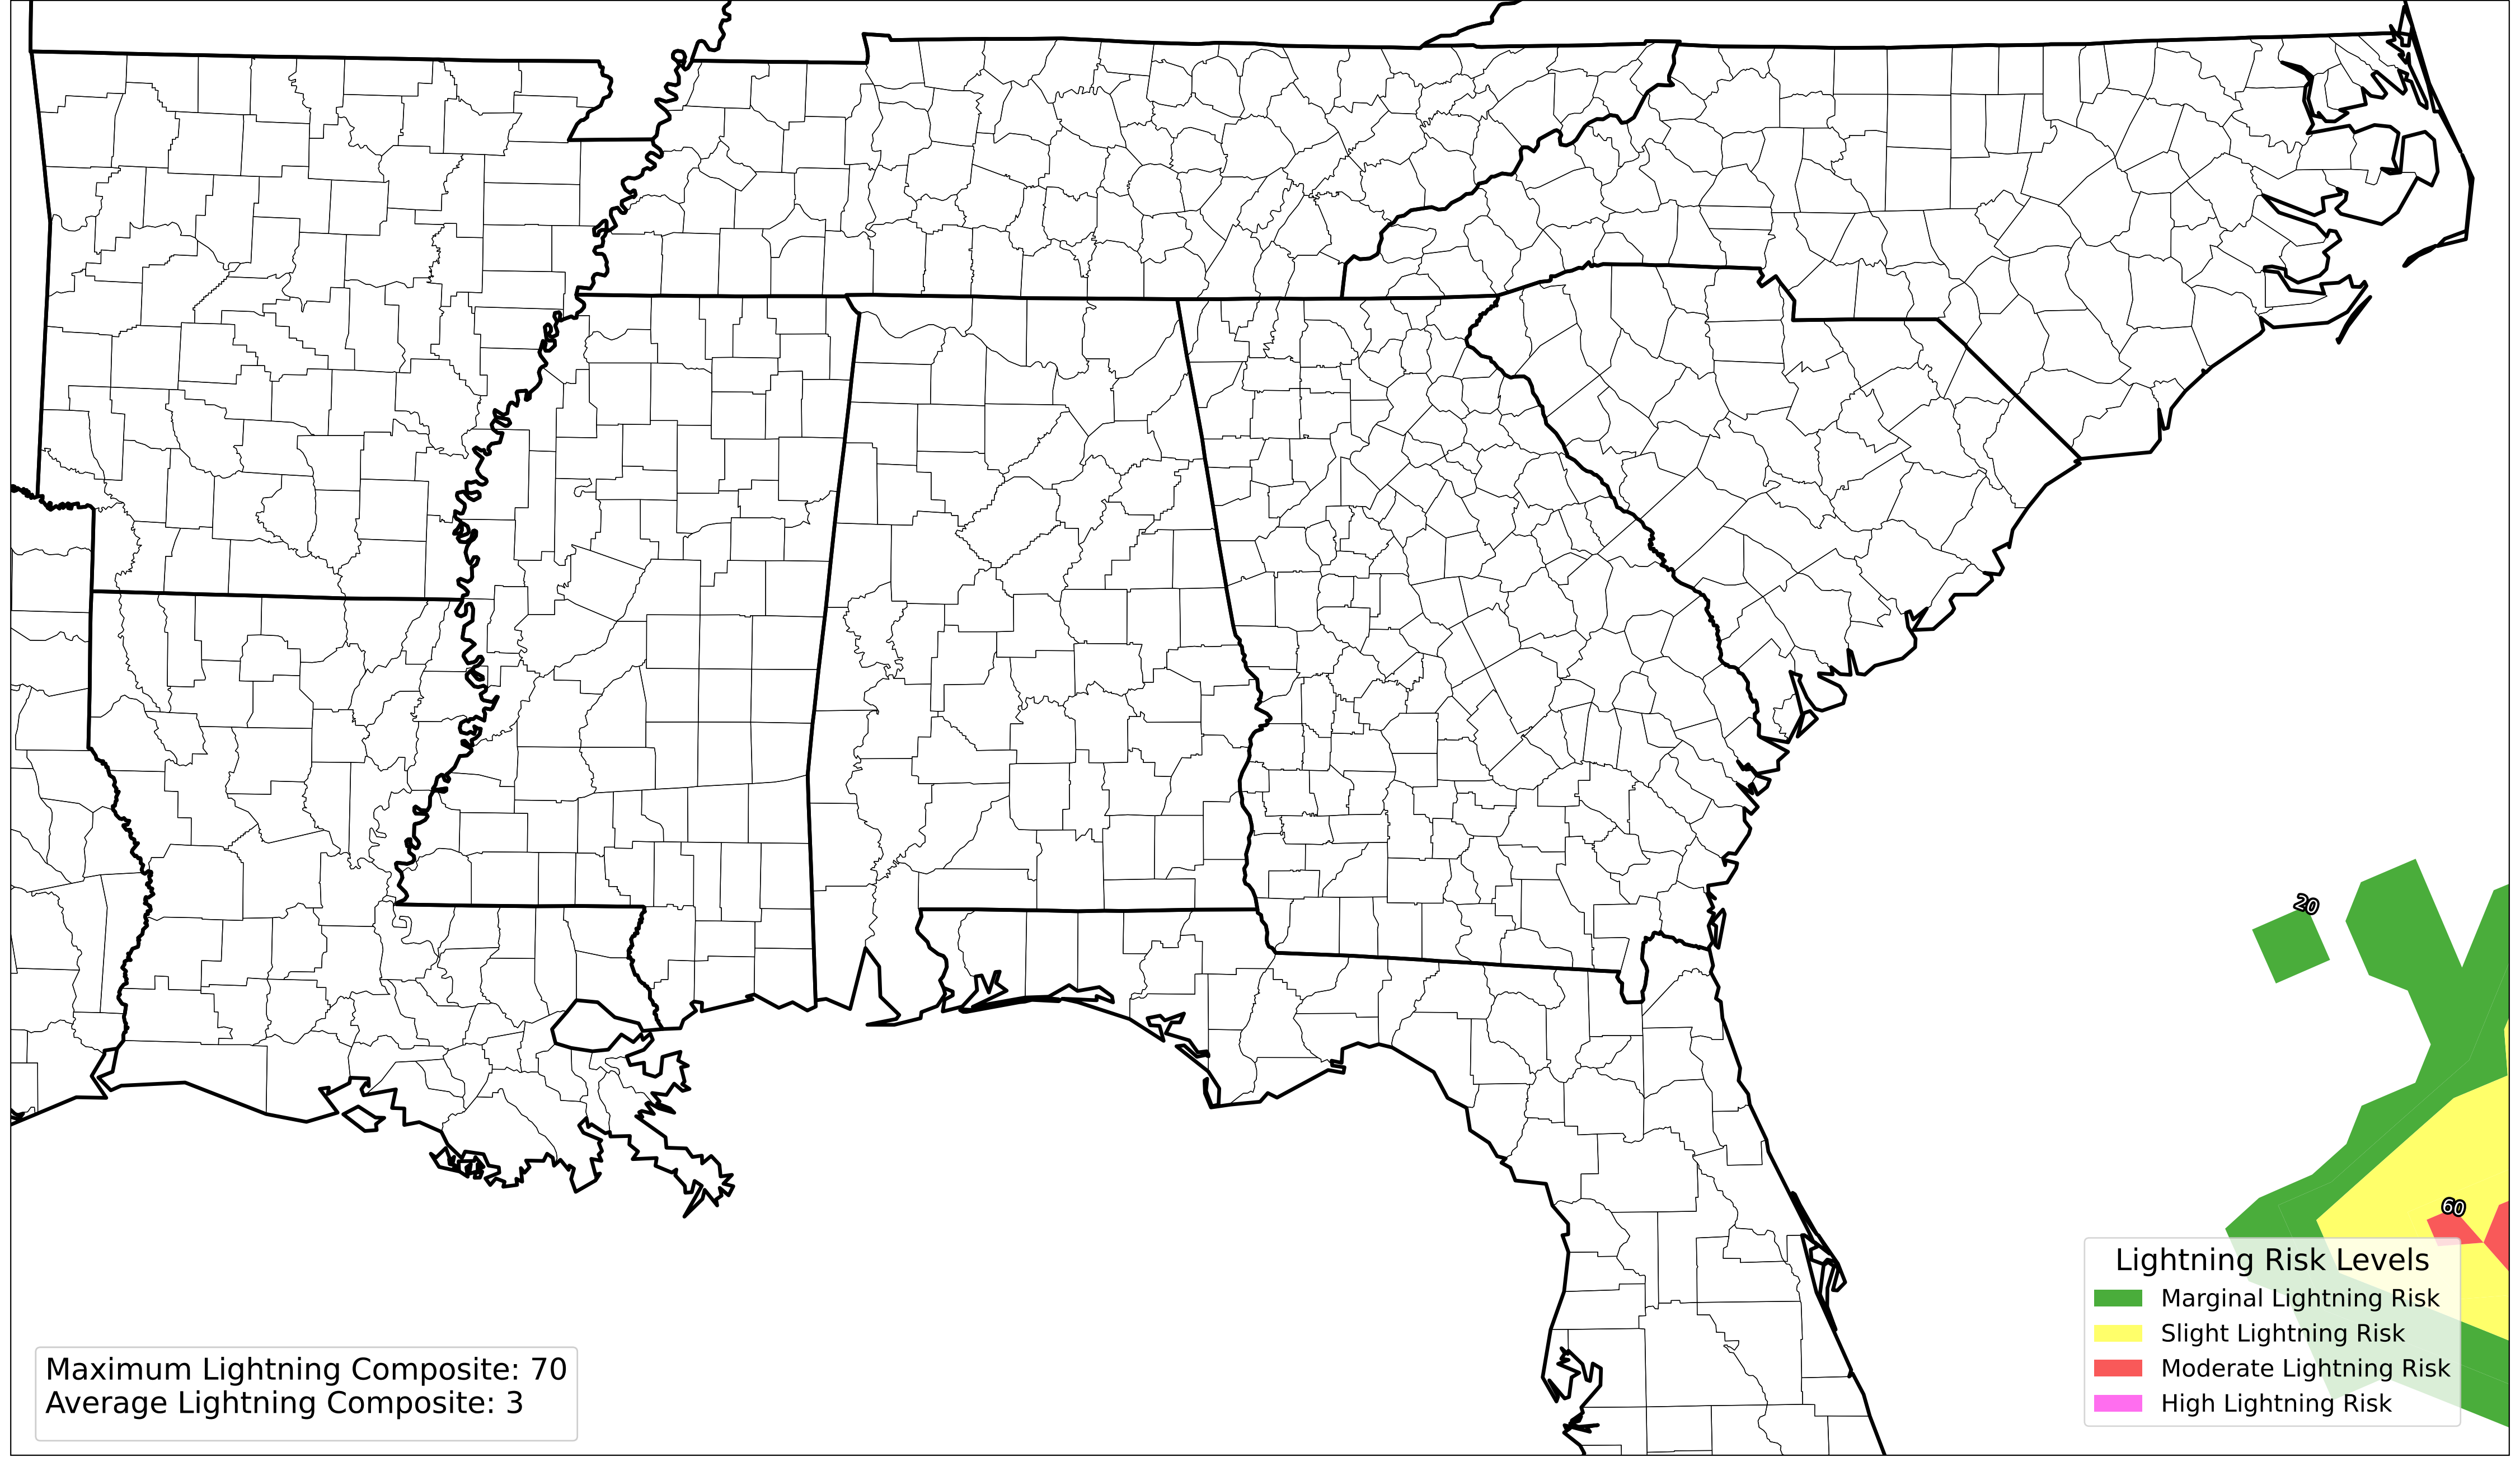 20
60
Lightning Risk Levels
Marginal Lightning Risk
Slight Lightning Risk
Moderate Lightning Risk
High Lightning Risk
Maximum Lightning Composite: 70
Average Lightning Composite: 3